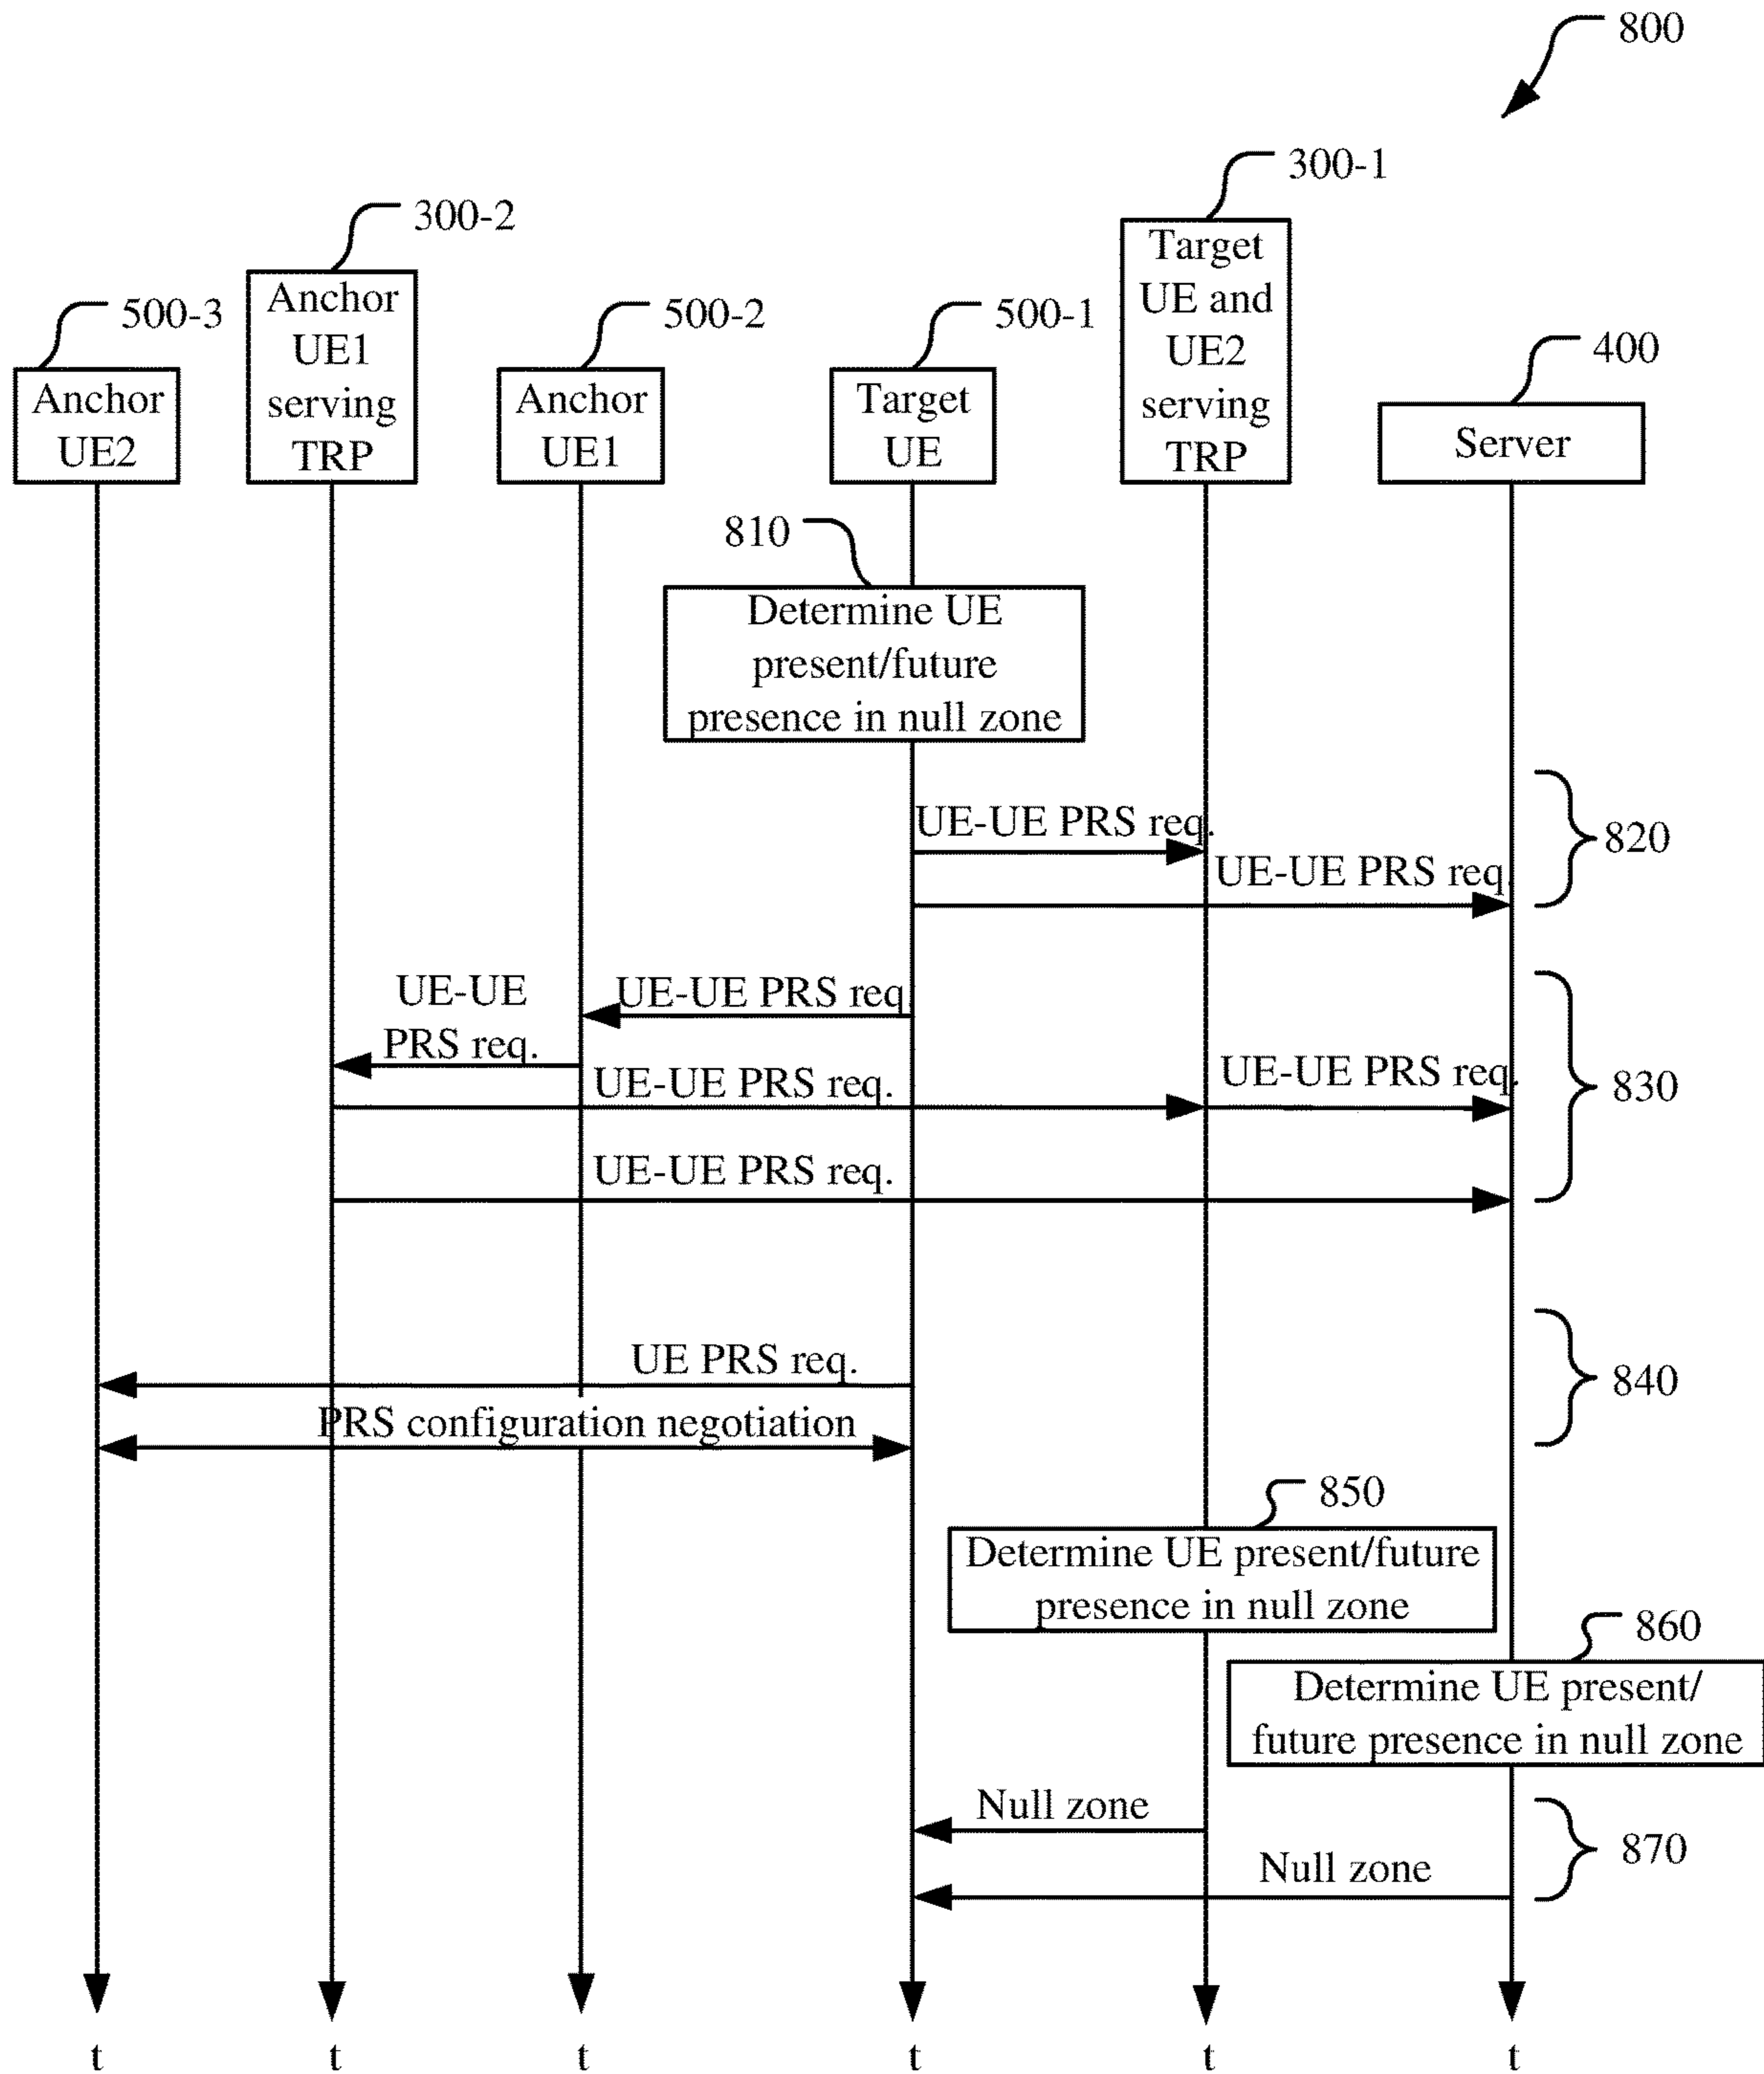 800
300-1
300-2
500-3
500-2
500-1
400
Anchor
UE2
Anchor
UE1
serving
TRP
Anchor
UE1
Target
UE
Target
UE and
UE2
serving
TRP
Server
810
Determine UE
present/future
presence in null zone
UE-UE PRS req.
UE-UE PRS req.
820
UE-UE PRS req.
UE-UE
PRS req.
UE-UE PRS req.
UE-UE PRS req.
830
UE-UE PRS req.
UE PRS req.
840
PRS configuration negotiation
850
Determine UE present/future
presence in null zone
860
Determine UE present/
future presence in null zone
Null zone
870
Null zone
t
t
t
t
t
t